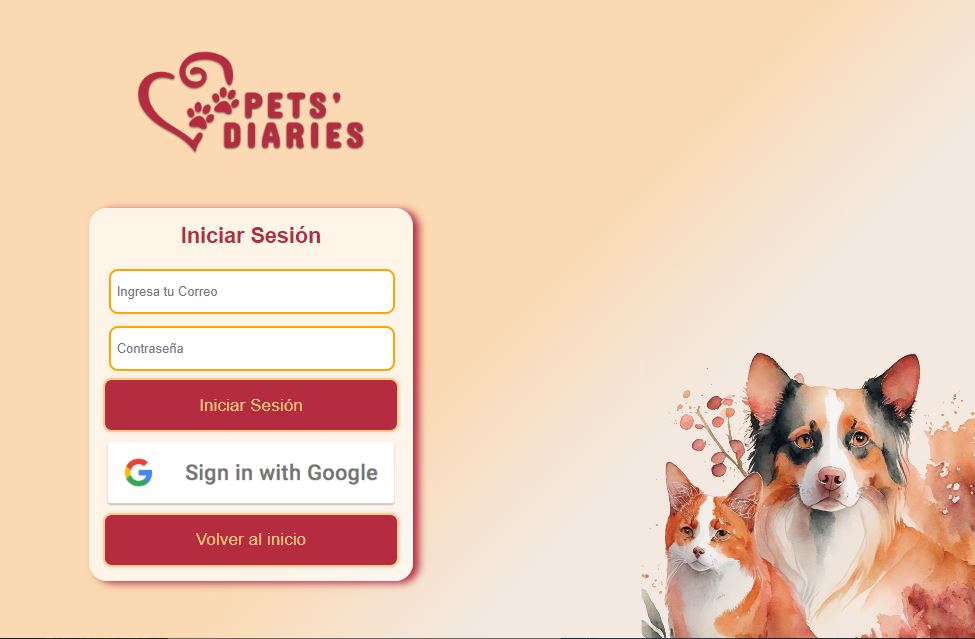 PETS'
DIARIES
Iniciar Sesión
Ingresa tu Correo
Contraseña
Iniciar Sesión
Sign in with Google
Volver al inicio